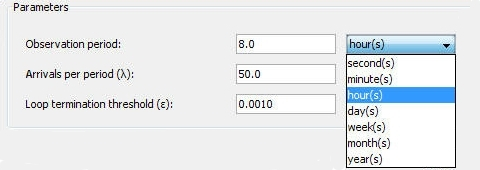 Parameters
Observation period: 8.0 hour(s)
second(s)
minute(s)
Arrivals per period (λ): 50.0
hour(s)
day(s)
Loop termination threshold (ε): 0.0010
week(s)
month(s)
year(s)